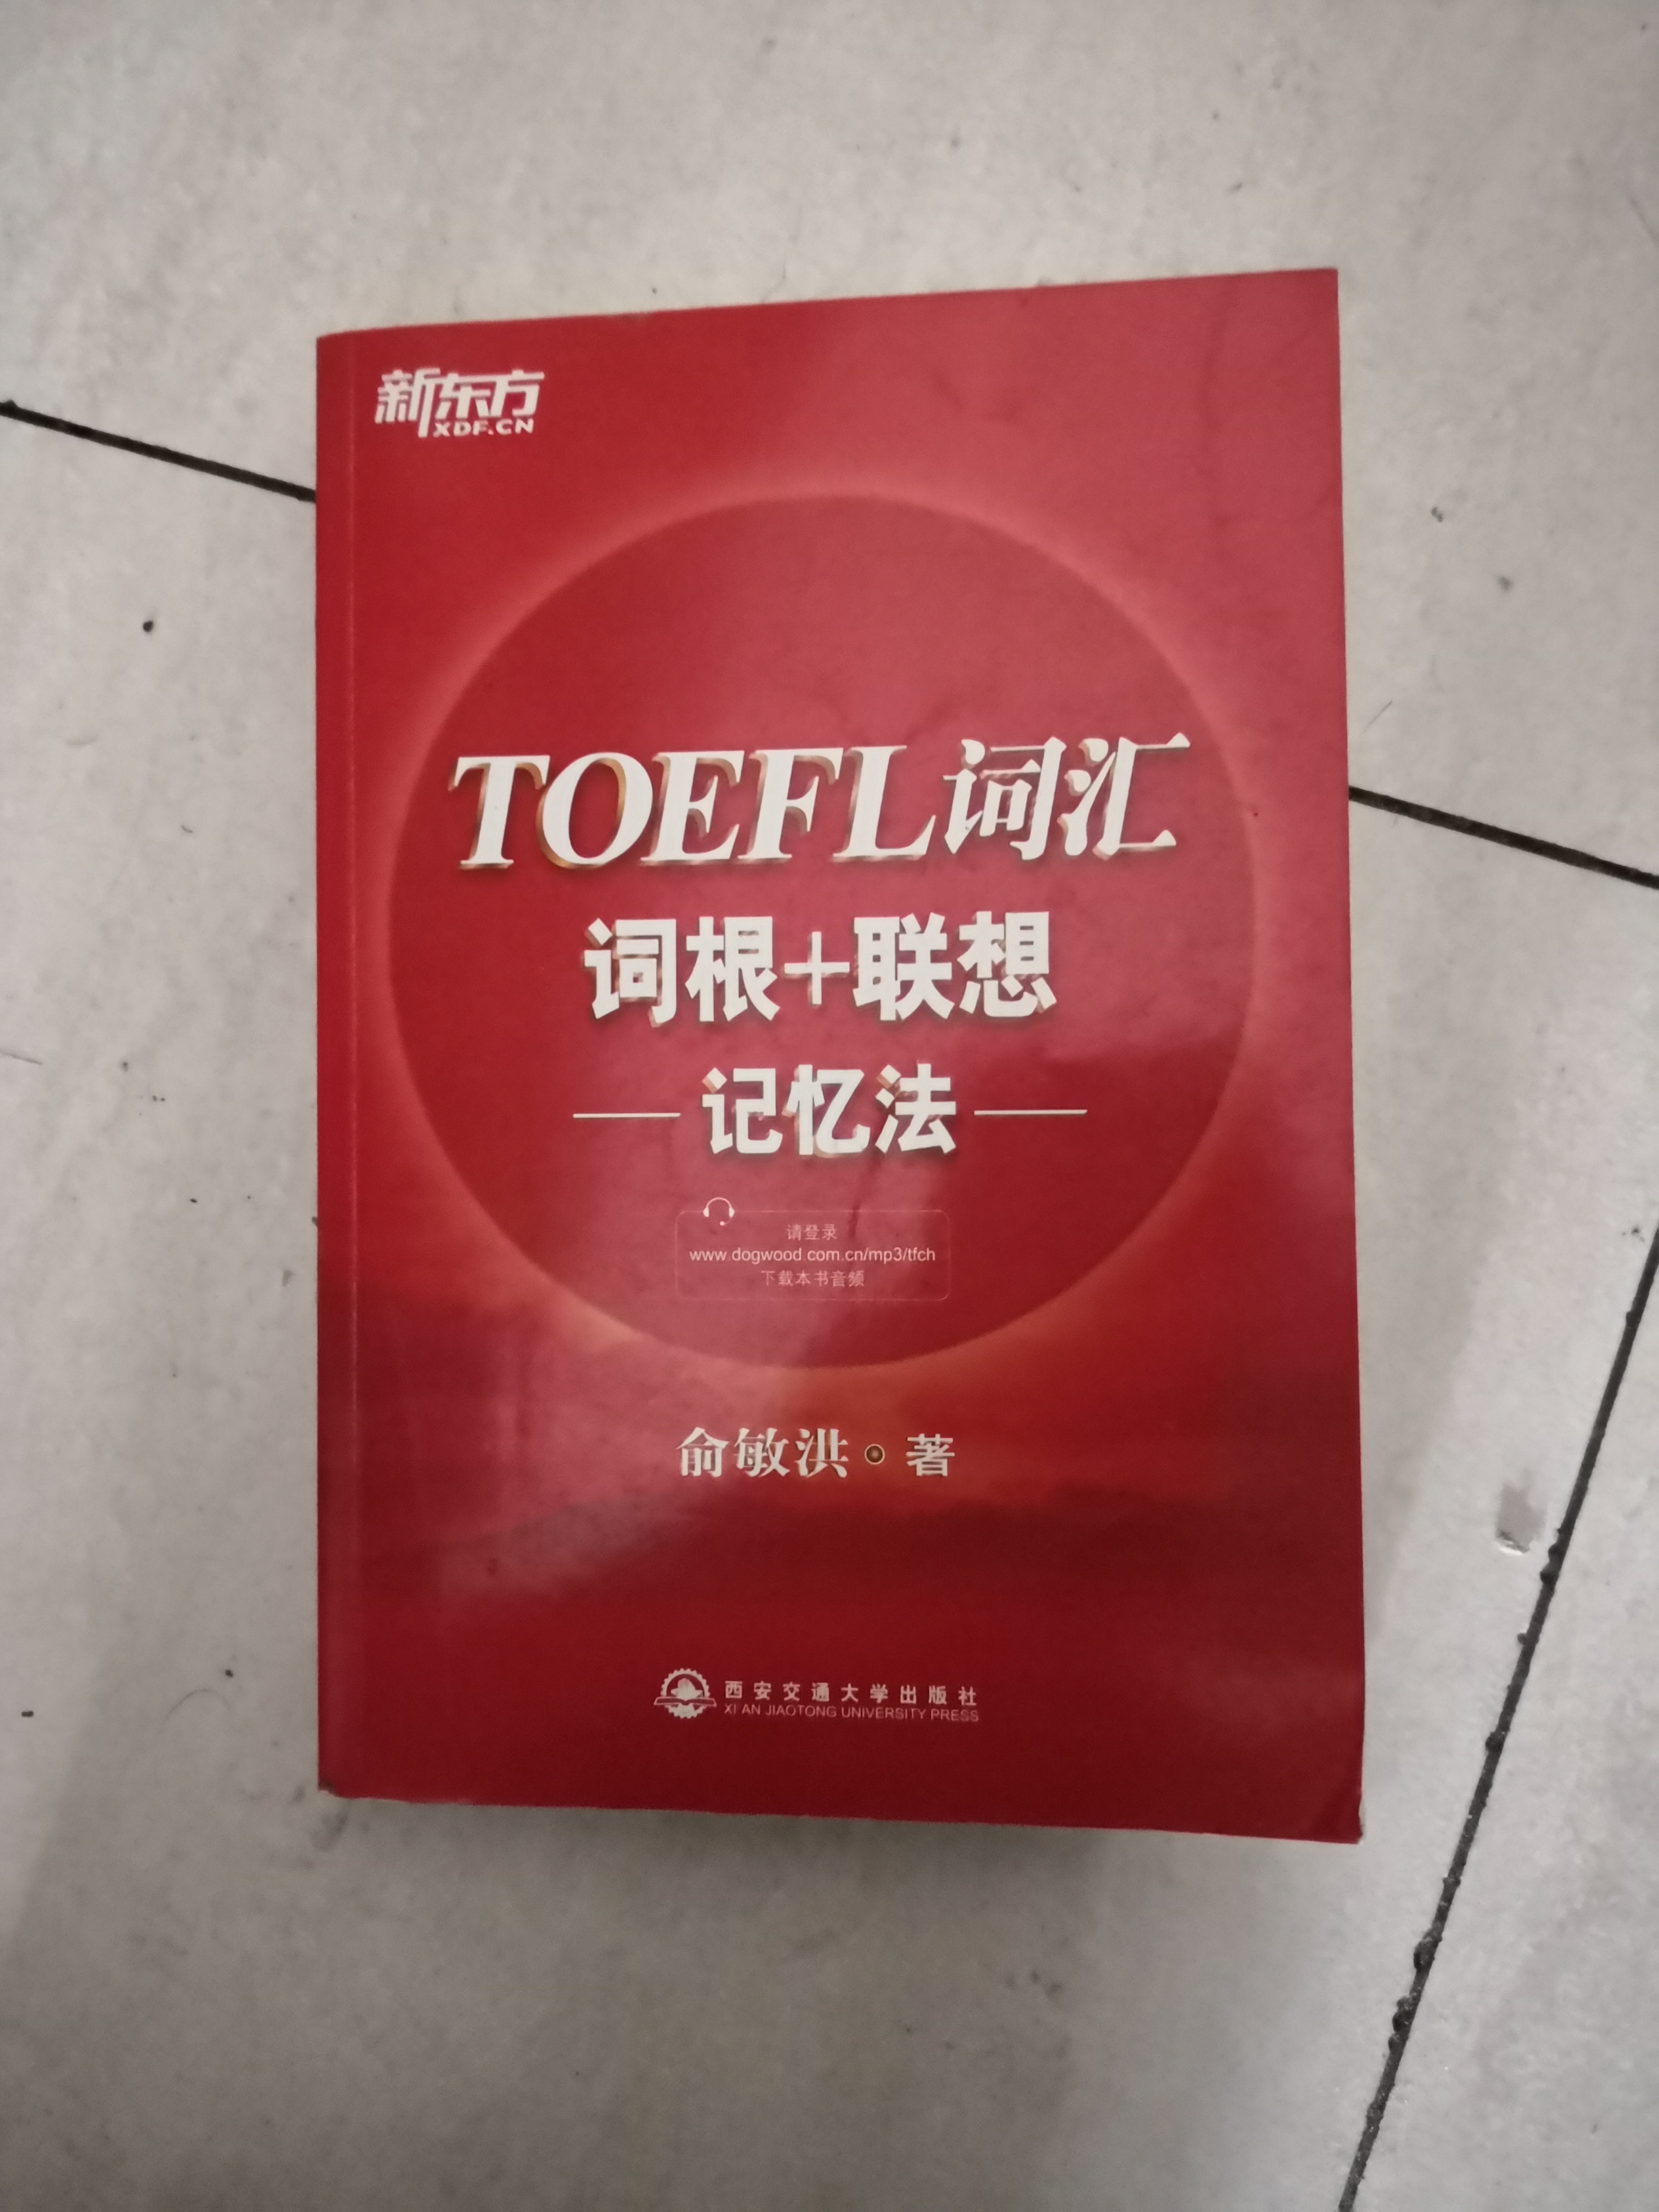 新东方
XDF.CN
TOEFL词汇
词根+联想
记忆法
请登录
www.dogwood.com.cn/mp3/tfch
下载本书音频
俞敏洪·著
西安交通大学出版社
XI'AN JIAOTONG UNIVERSITY PRESS